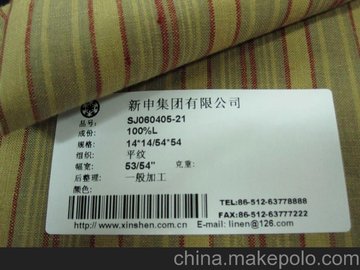 新申集团有限公司
品号: SJ060405-21
成份: 100%L
规格: 14*14/54*54
组织: 平纹
幅宽: 53/54" 克重:
后整理: 一般加工
颜色:
TEL:86-512-63778888
FAX:86-512-63777222
http://www.xinshen.com E-mail: linen@126.com
china.makepolo.com